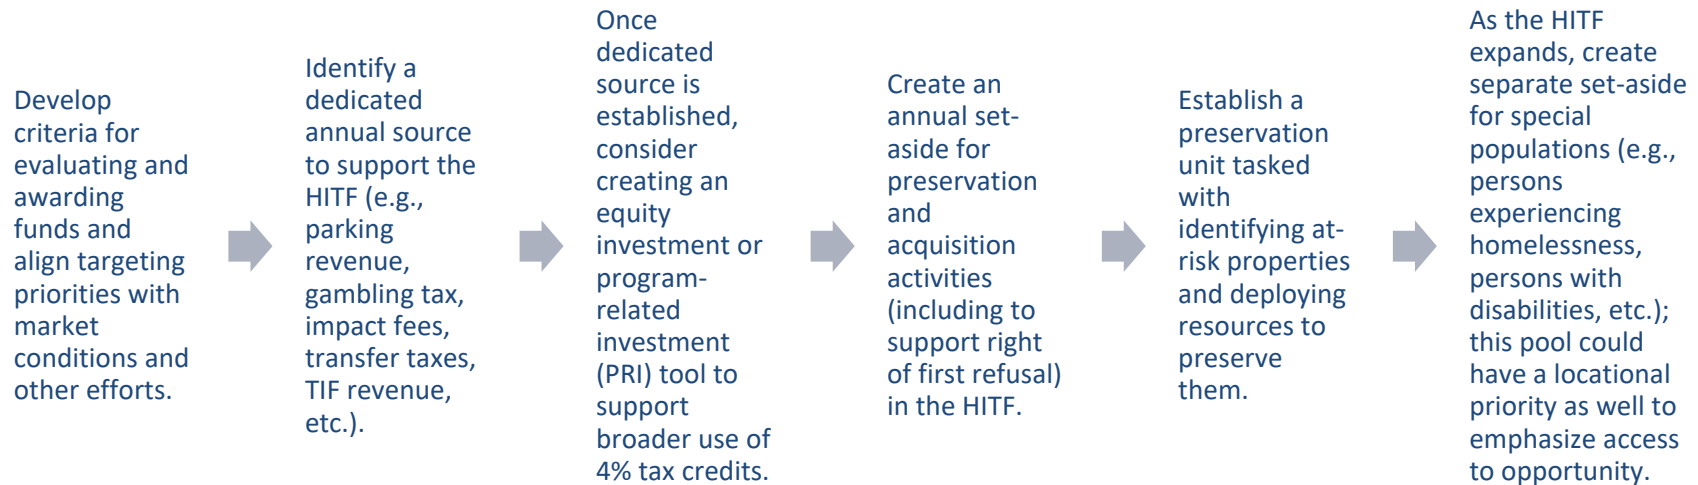 Develop
criteria for
evaluating and
awarding
funds and
align targeting
priorities with
market
conditions and
other efforts.
Identify a
dedicated
annual source
to support the
HITF (e.g.,
parking
revenue,
gambling tax,
impact fees,
transfer taxes,
TIF revenue,
etc.).
Once
dedicated
source is
established,
consider
creating an
equity
investment or
program-
related
investment
(PRI) tool to
support
broader use of
4% tax credits.
Create an
annual set-
aside for
preservation
and
acquisition
activities
(including to
support right
of first refusal)
in the HITF.
Establish a
preservation
unit tasked
with
identifying at-
risk properties
and deploying
resources to
preserve
them.
As the HITF
expands, create
separate set-aside
for special
populations (e.g.,
persons
experiencing
homelessness,
persons with
disabilities, etc.);
this pool could
have a locational
priority as well to
emphasize access
to opportunity.